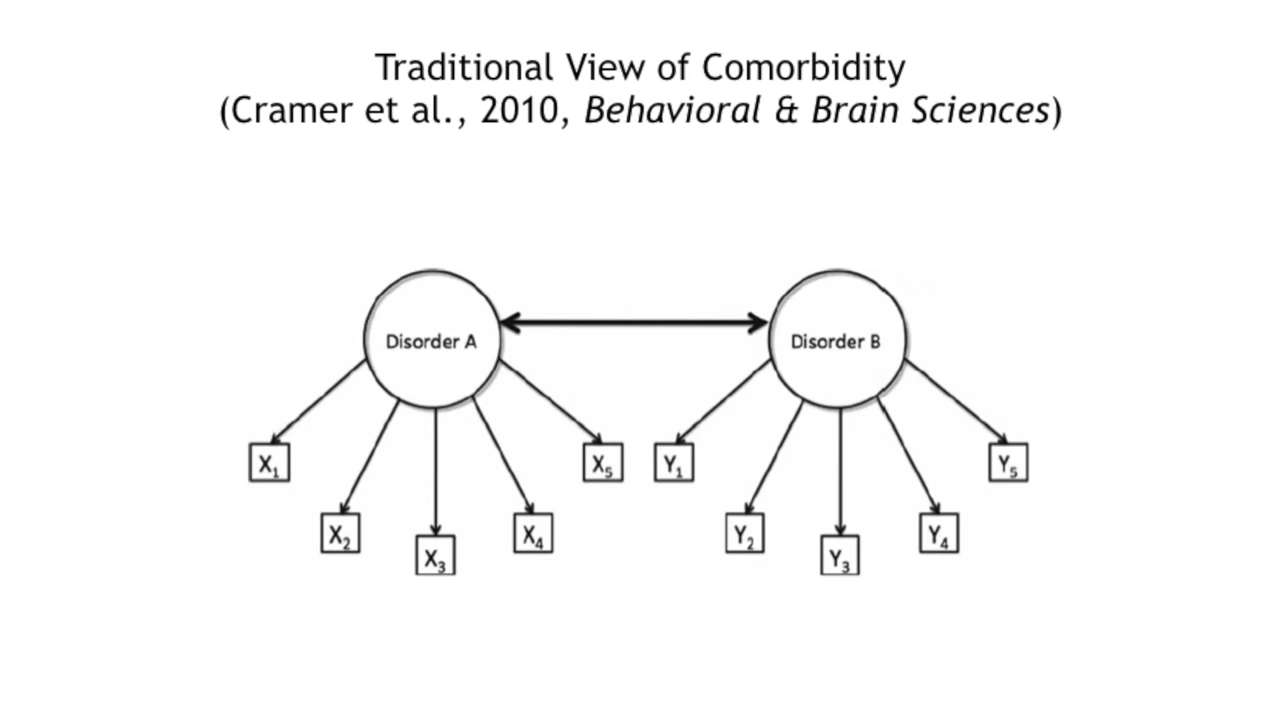 Traditional View of Comorbidity
(Cramer et al., 2010, Behavioral & Brain Sciences)
Disorder A
Disorder B
X1
X2
X3
X4
X5
Y1
Y2
Y3
Y4
Y5